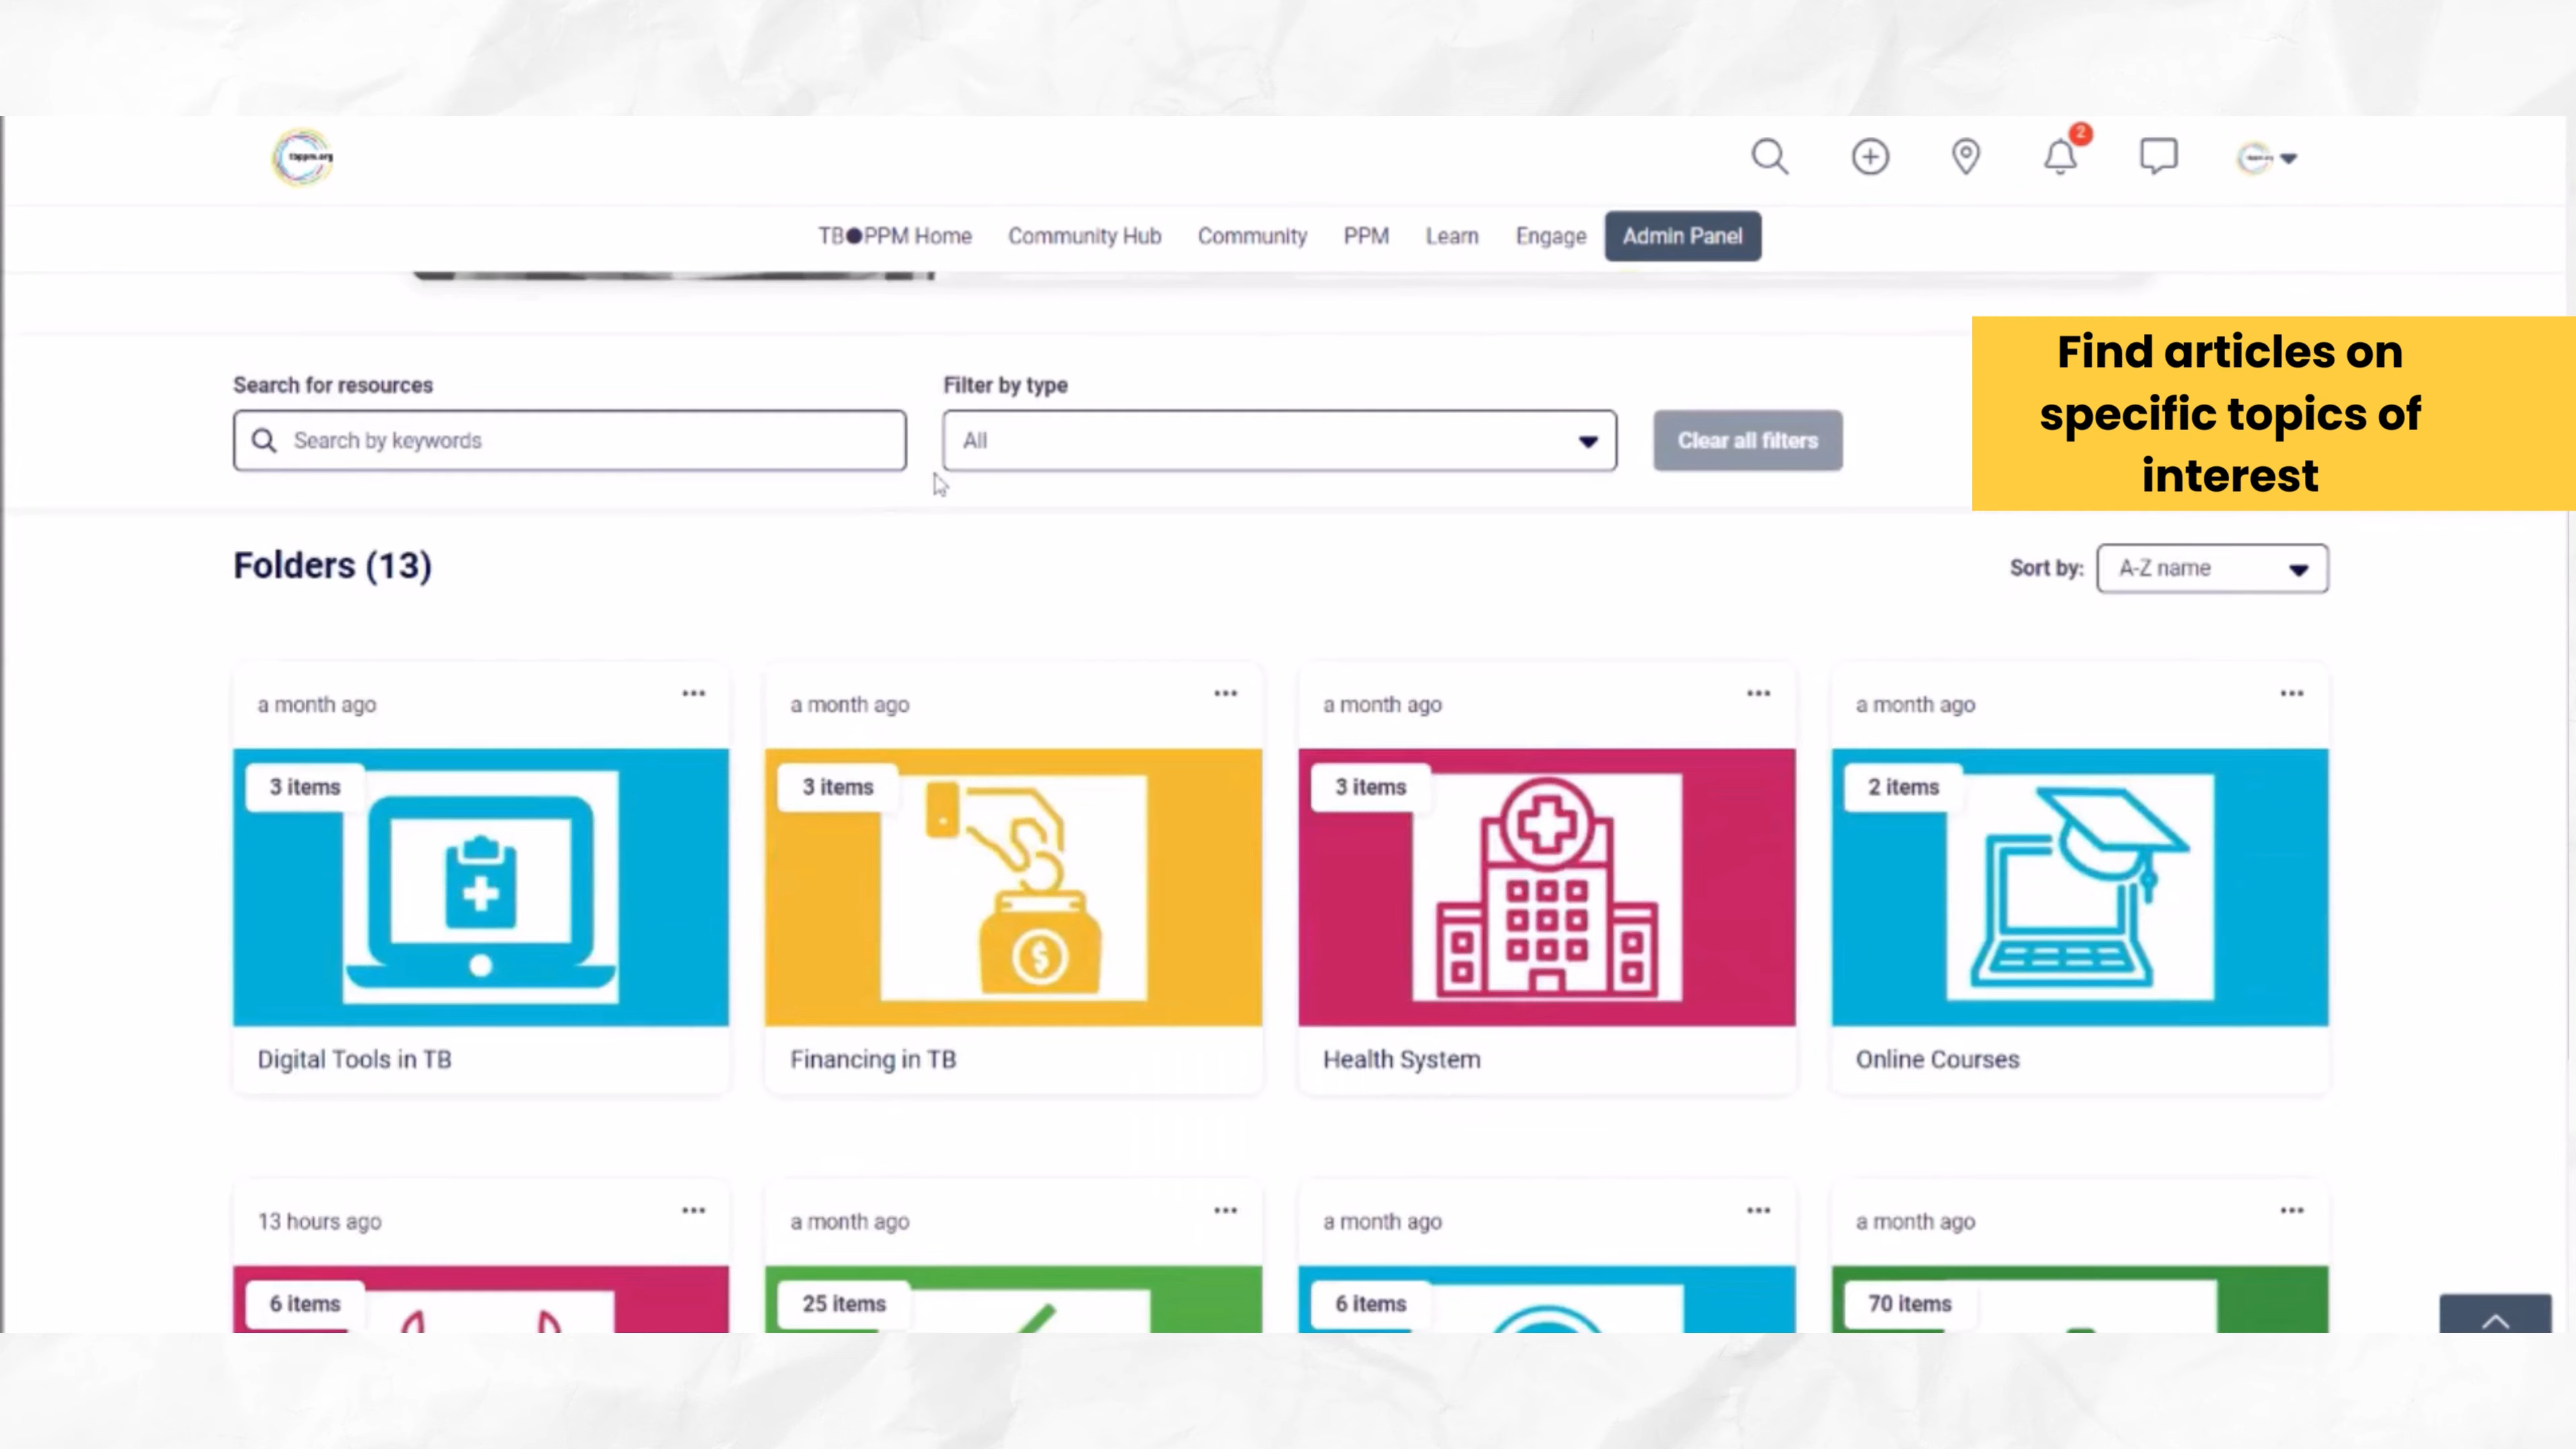 tbppm.org
2
TB●PPM Home Community Hub Community PPM Learn Engage Admin Panel
Find articles on
specific topics of
interest
Search for resources
Filter by type
Search by keywords
All
Clear all filters
Folders (13)
Sort by:
A-Z name
a month ago
a month ago
a month ago
a month ago
3 items
3 items
3 items
2 items
$
Digital Tools in TB
Financing in TB
Health System
Online Courses
13 hours ago
a month ago
a month ago
a month ago
6 items
25 items
6 items
70 items